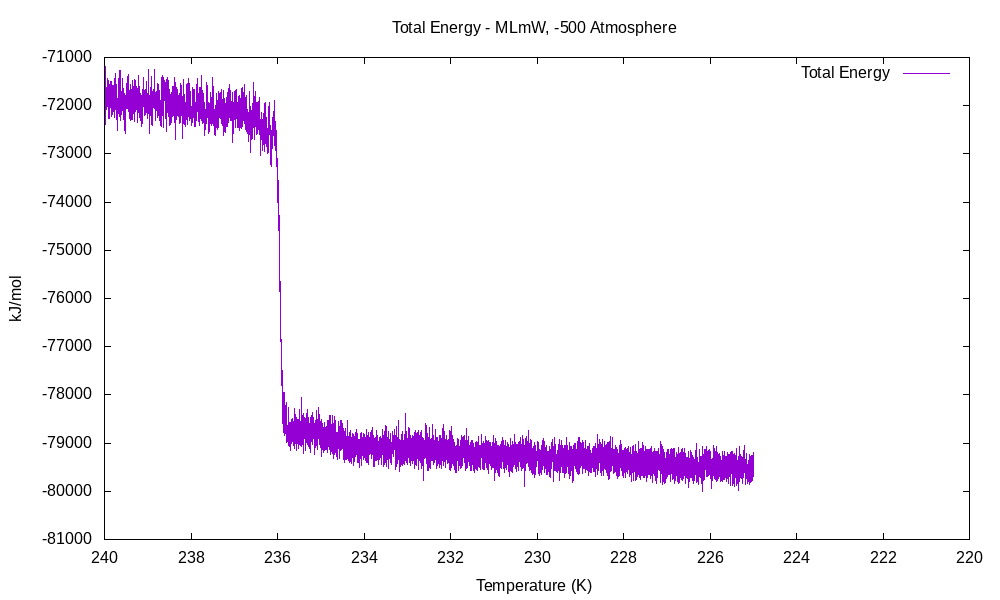 Total Energy - MLmW, -500 Atmosphere
-71000
Total Energy
-72000
-73000
-74000
-75000
kJ/mol
-76000
-77000
-78000
-79000
-80000
-81000
240 238 236 234 232 230 228 226 224 222 220
Temperature (K)